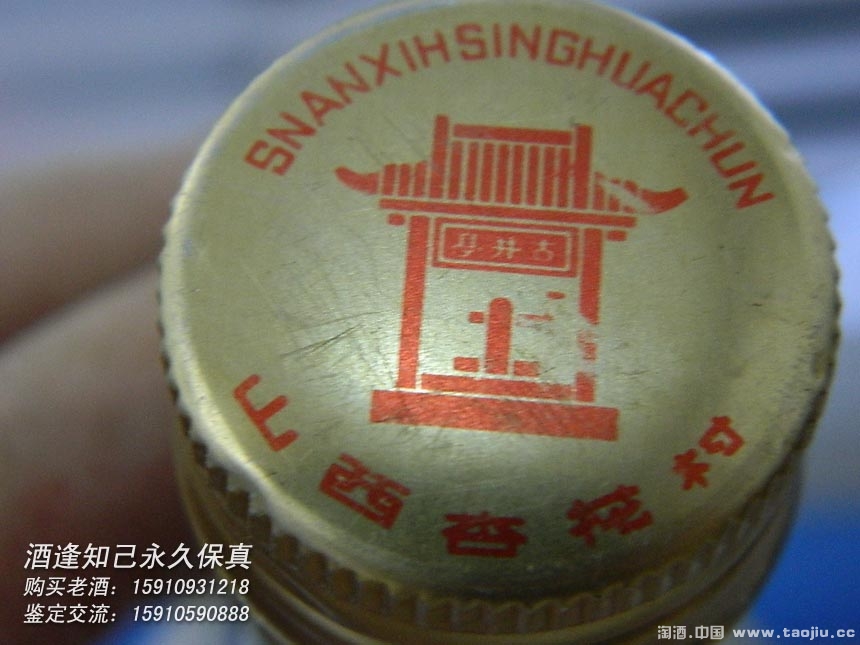 SNANXIHSINGHUACHUN
亭井古
山西杏花村
酒逢知己永久保真
购买老酒：15910931218
鉴定交流：15910590888
淘酒.中国 www.taojiu.cc